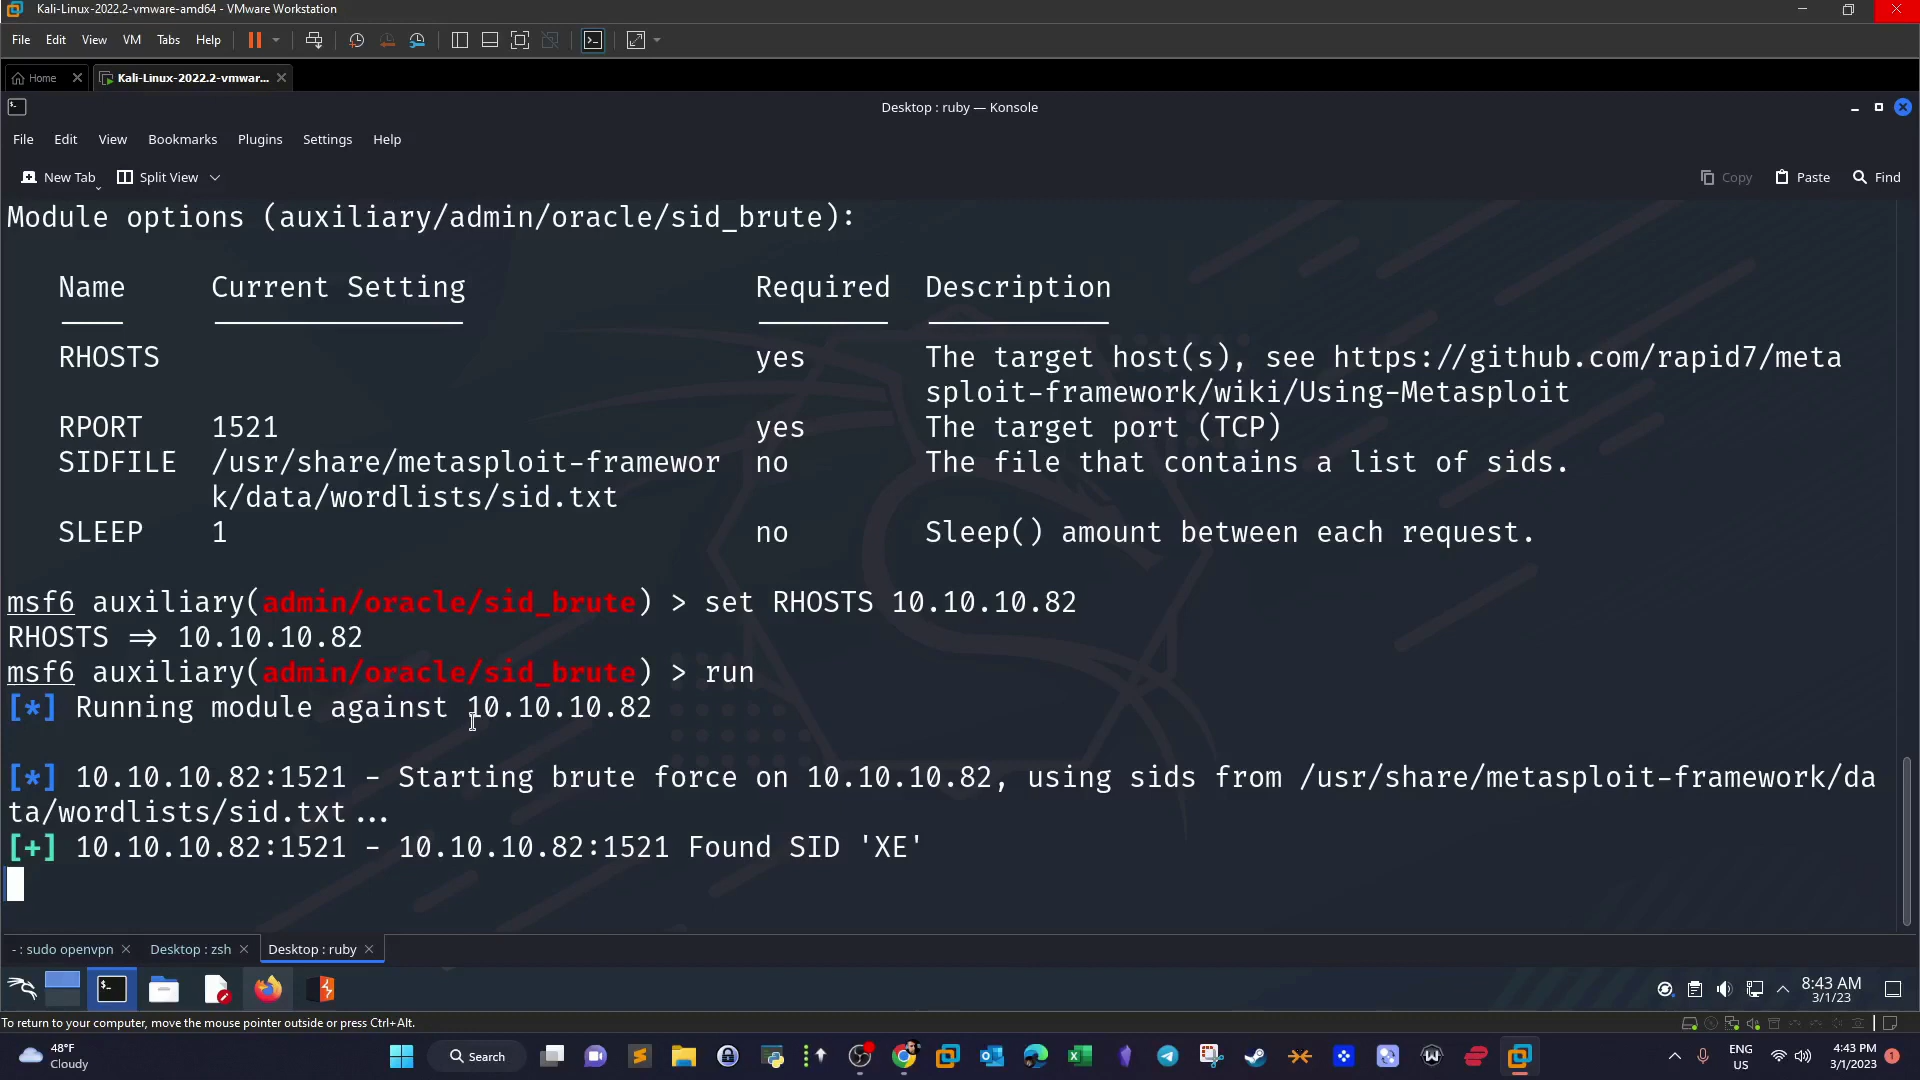 Kali-Linux-2022.2-vmware-amd64 - VMware Workstation
File Edit View VM Tabs Help
Home
Kali-Linux-2022.2-vmwar...
Desktop : ruby — Konsole
File Edit View Bookmarks Plugins Settings Help
New Tab Split View Copy Paste Find
Module options (auxiliary/admin/oracle/sid_brute):
Name Current Setting Required Description
RHOSTS yes The target host(s), see https://github.com/rapid7/meta
sploit-framework/wiki/Using-Metasploit
RPORT 1521 yes The target port (TCP)
SIDFILE /usr/share/metasploit-framewor no The file that contains a list of sids.
k/data/wordlists/sid.txt
SLEEP 1 no Sleep() amount between each request.
msf6 auxiliary(admin/oracle/sid_brute) > set RHOSTS 10.10.10.82
RHOSTS => 10.10.10.82
msf6 auxiliary(admin/oracle/sid_brute) > run
[*] Running module against 10.10.10.82
[*] 10.10.10.82:1521 - Starting brute force on 10.10.10.82, using sids from /usr/share/metasploit-framework/da
ta/wordlists/sid.txt...
[+] 10.10.10.82:1521 - 10.10.10.82:1521 Found SID 'XE'
- : sudo openvpn Desktop : zsh Desktop : ruby
8:43 AM
3/1/23
To return to your computer, move the mouse pointer outside or press Ctrl+Alt.
48°F
Cloudy
Search
ENG
US
4:43 PM
3/1/2023
1